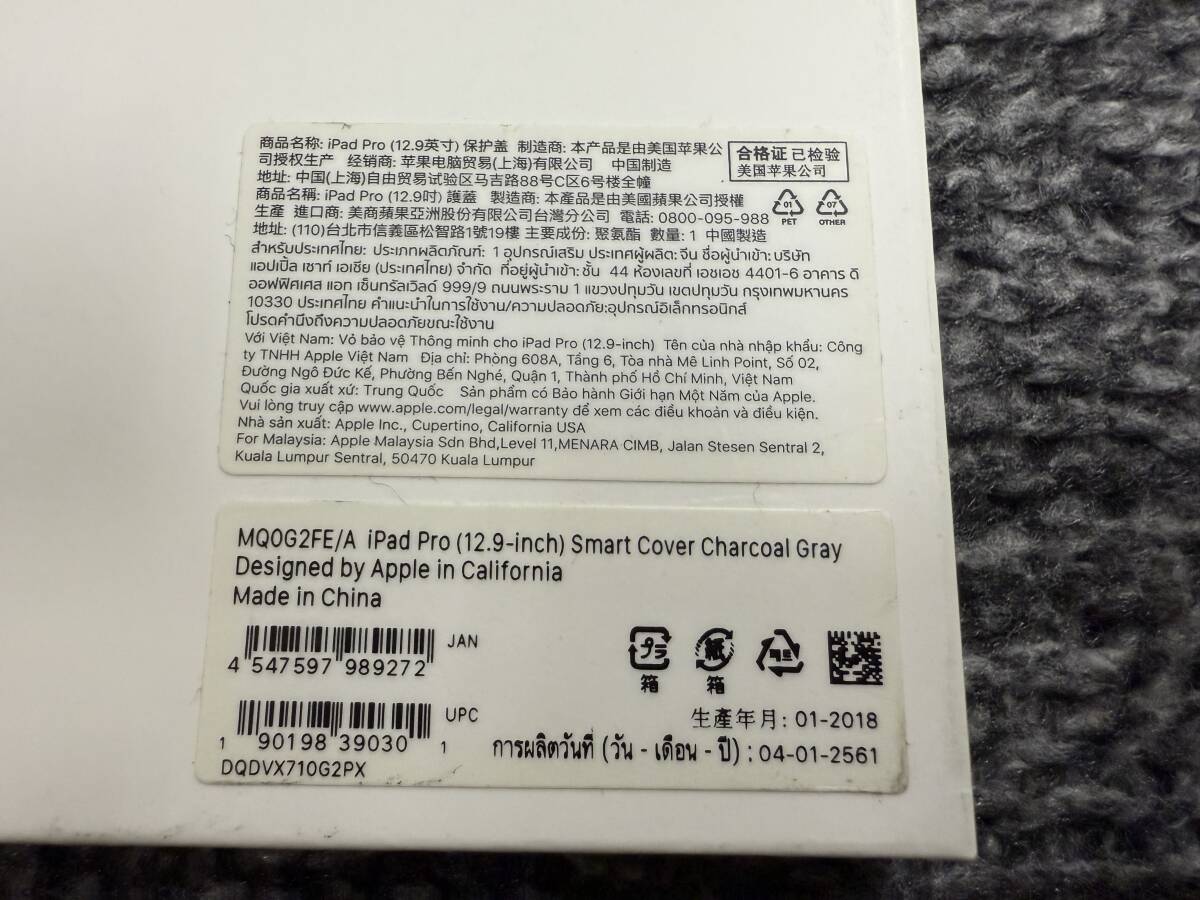 商品名称: iPad Pro (12.9英寸) 保护盖 制造商: 本产品是由美国苹果公
司授权生产 经销商: 苹果电脑贸易(上海)有限公司 中国制造
地址: 中国(上海)自由贸易试验区马吉路88号C区6号楼全幢
合格证 已检验
美国苹果公司
商品名稱: iPad Pro (12.9吋) 護蓋 製造商: 本產品是由美國蘋果公司授權
生產 進口商: 美商蘋果亞洲股份有限公司台灣分公司 電話: 0800-095-988
地址: (110)台北市信義區松智路1號19樓 主要成份: 聚氨酯 數量: 1 中國製造
01
PET
07
OTHER
สำหรับประเทศไทย: ประเภทผลิตภัณฑ์: 1 อุปกรณ์เสริม ประเทศผู้ผลิต: จีน ชื่อผู้นำเข้า: บริษัท
แอปเปิ้ล เซาท์ เอเชีย (ประเทศไทย) จำกัด ที่อยู่ผู้นำเข้า: ชั้น 44 ห้องเลขที่ เอชเอช 4401-6 อาคาร ดิ
ออฟฟิศเศส แอท เซ็นทรัลเวิลด์ 999/9 ถนนพระราม 1 แขวงปทุมวัน เขตปทุมวัน กรุงเทพมหานคร
10330 ประเทศไทย คำแนะนำในการใช้งาน/ความปลอดภัย:อุปกรณ์อิเล็กทรอนิกส์
โปรดคำนึงถึงความปลอดภัยขณะใช้งาน
Với Việt Nam: Vỏ bảo vệ Thông minh cho iPad Pro (12.9-inch) Tên của nhà nhập khẩu: Công
ty TNHH Apple Việt Nam Địa chỉ: Phòng 608A, Tầng 6, Tòa nhà Mê Linh Point, Số 02,
Đường Ngô Đức Kế, Phường Bến Nghé, Quận 1, Thành phố Hồ Chí Minh, Việt Nam
Quốc gia xuất xứ: Trung Quốc Sản phẩm có Bảo hành Giới hạn Một Năm của Apple.
Vui lòng truy cập www.apple.com/legal/warranty để xem các điều khoản và điều kiện.
Nhà sản xuất: Apple Inc., Cupertino, California USA
For Malaysia: Apple Malaysia Sdn Bhd,Level 11,MENARA CIMB, Jalan Stesen Sentral 2,
Kuala Lumpur Sentral, 50470 Kuala Lumpur
MQ0G2FE/A iPad Pro (12.9-inch) Smart Cover Charcoal Gray
Designed by Apple in California
Made in China
JAN
4 547597 989272
プラ
箱
紙
箱
UPC
1 90198 39030 1
DQDVX710G2PX
生產年月: 01-2018
การผลิตวันที่ (วัน - เดือน - ปี) : 04-01-2561